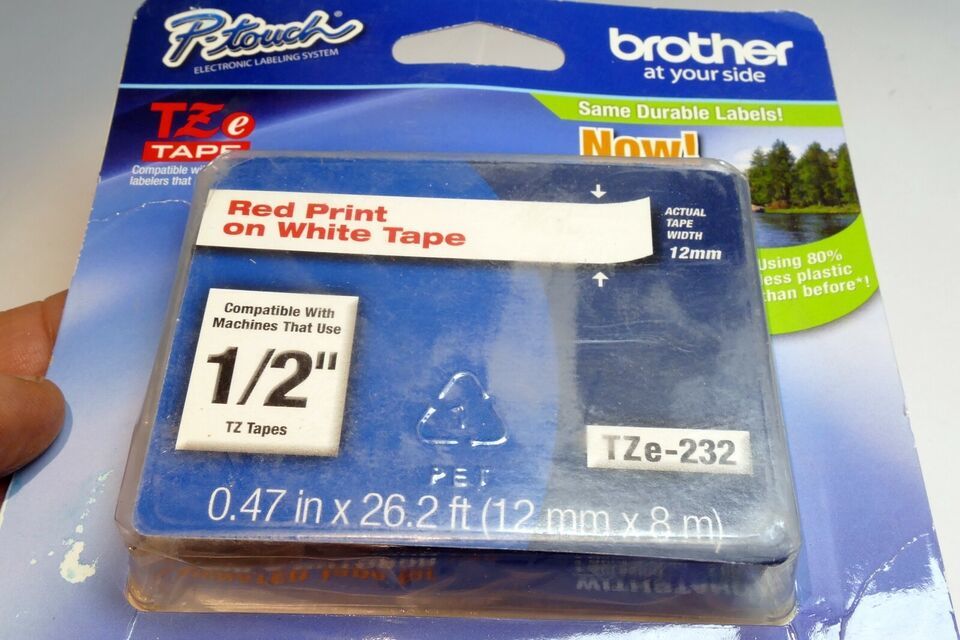 P-touch
ELECTRONIC LABELING SYSTEM
brother
at your side
TZe
TAPE
Compatible
labelers that
Same Durable Labels!
Now!
Red Print
on White Tape
ACTUAL
TAPE
WIDTH
12mm
Using 80%
less plastic
than before*!
Compatible With
Machines That Use
1/2"
TZ Tapes
PET
TZe-232
0.47 in x 26.2 ft (12 mm x 8 m)